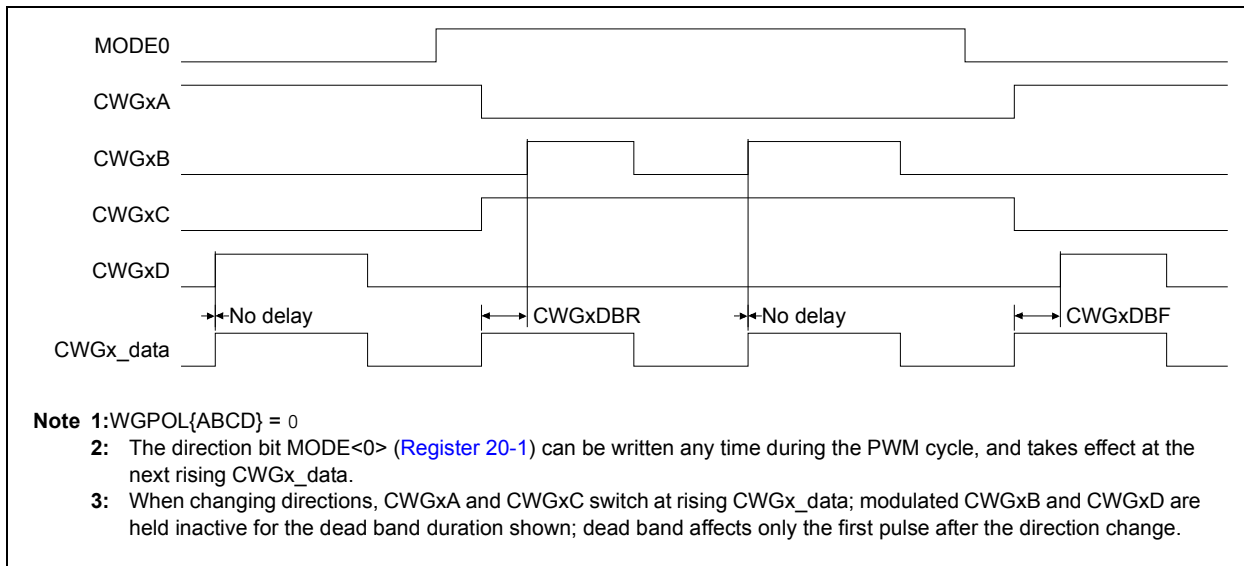 MODE0
CWGxA
CWGxB
CWGxC
CWGxD
No delay
CWGxDBR
No delay
CWGxDBF
CWGx_data
Note 1:WGPOL{ABCD} = 0
2: The direction bit MODE<0> (Register 20-1) can be written any time during the PWM cycle, and takes effect at the
next rising CWGx_data.
3: When changing directions, CWGxA and CWGxC switch at rising CWGx_data; modulated CWGxB and CWGxD are
held inactive for the dead band duration shown; dead band affects only the first pulse after the direction change.